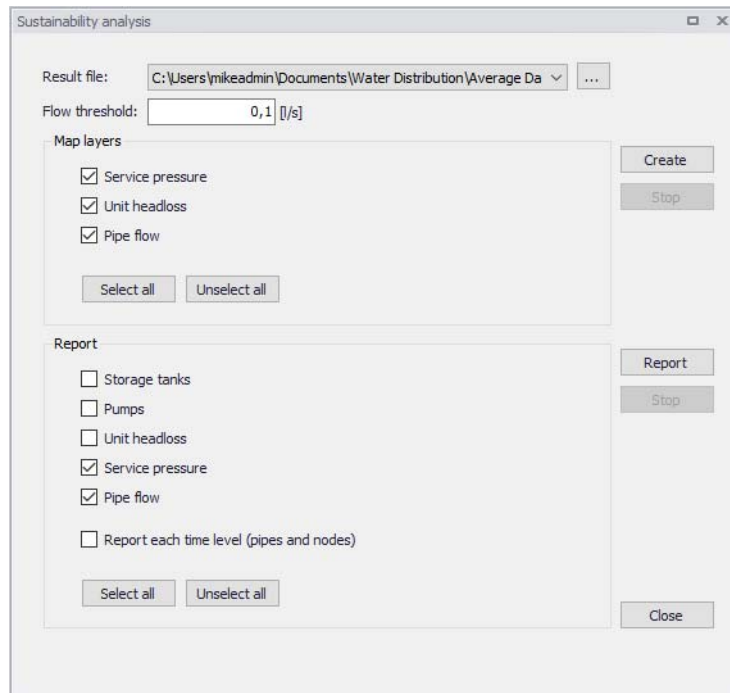 Sustainability analysis
Result file: C:\Users\mikeadmin\Documents\Water Distribution\Average Da ...
Flow threshold: 0,1 [l/s]
Map layers
Create
Service pressure
Stop
Unit headloss
Pipe flow
Select all Unselect all
Report
Report
Storage tanks
Stop
Pumps
Unit headloss
Service pressure
Pipe flow
Report each time level (pipes and nodes)
Select all Unselect all
Close